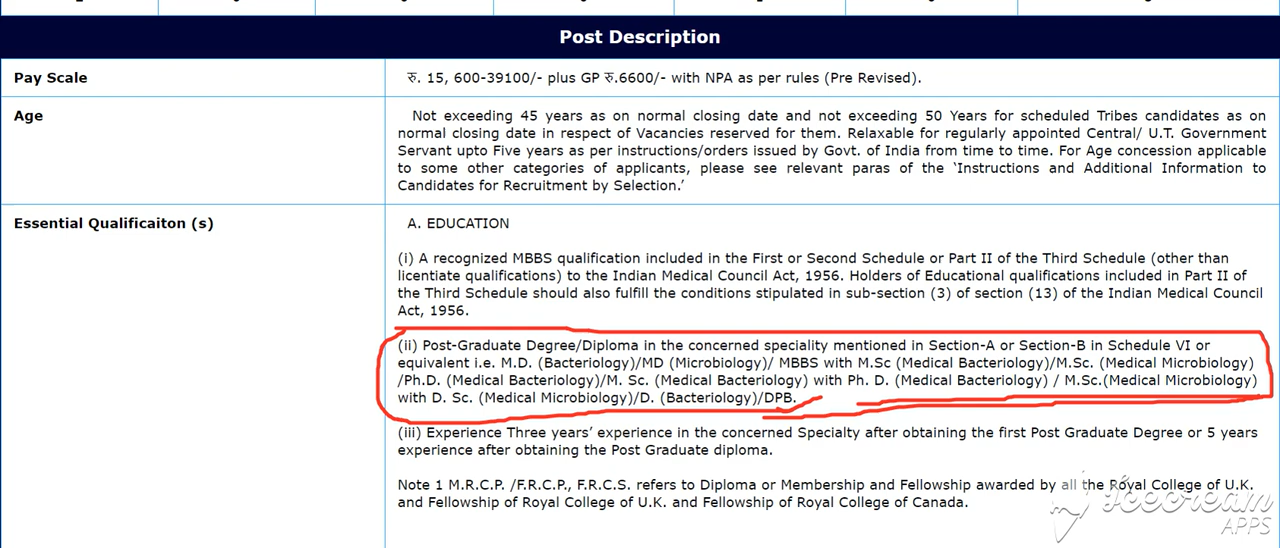 Post Description
Pay Scale
रु. 15, 600-39100/- plus GP रु.6600/- with NPA as per rules (Pre Revised).
Age
Not exceeding 45 years as on normal closing date and not exceeding 50 Years for scheduled Tribes candidates as on
normal closing date in respect of Vacancies reserved for them. Relaxable for regularly appointed Central/ U.T. Government
Servant upto Five years as per instructions/orders issued by Govt. of India from time to time. For Age concession applicable
to some other categories of applicants, please see relevant paras of the ‘Instructions and Additional Information to
Candidates for Recruitment by Selection.’
Essential Qualificaiton (s)
A. EDUCATION
(i) A recognized MBBS qualification included in the First or Second Schedule or Part II of the Third Schedule (other than
licentiate qualifications) to the Indian Medical Council Act, 1956. Holders of Educational qualifications included in Part II of
the Third Schedule should also fulfill the conditions stipulated in sub-section (3) of section (13) of the Indian Medical Council
Act, 1956.
(ii) Post-Graduate Degree/Diploma in the concerned speciality mentioned in Section-A or Section-B in Schedule VI or
equivalent i.e. M.D. (Bacteriology)/MD (Microbiology)/ MBBS with M.Sc (Medical Bacteriology)/M.Sc. (Medical Microbiology)
/Ph.D. (Medical Bacteriology)/M. Sc. (Medical Bacteriology) with Ph. D. (Medical Bacteriology) / M.Sc.(Medical Microbiology)
with D. Sc. (Medical Microbiology)/D. (Bacteriology)/DPB.
(iii) Experience Three years’ experience in the concerned Specialty after obtaining the first Post Graduate Degree or 5 years
experience after obtaining the Post Graduate diploma.
Note 1 M.R.C.P. /F.R.C.P., F.R.C.S. refers to Diploma or Membership and Fellowship awarded by all the Royal College of U.K.
and Fellowship of Royal College of U.K. and Fellowship of Royal College of Canada.
Icecream
APPS